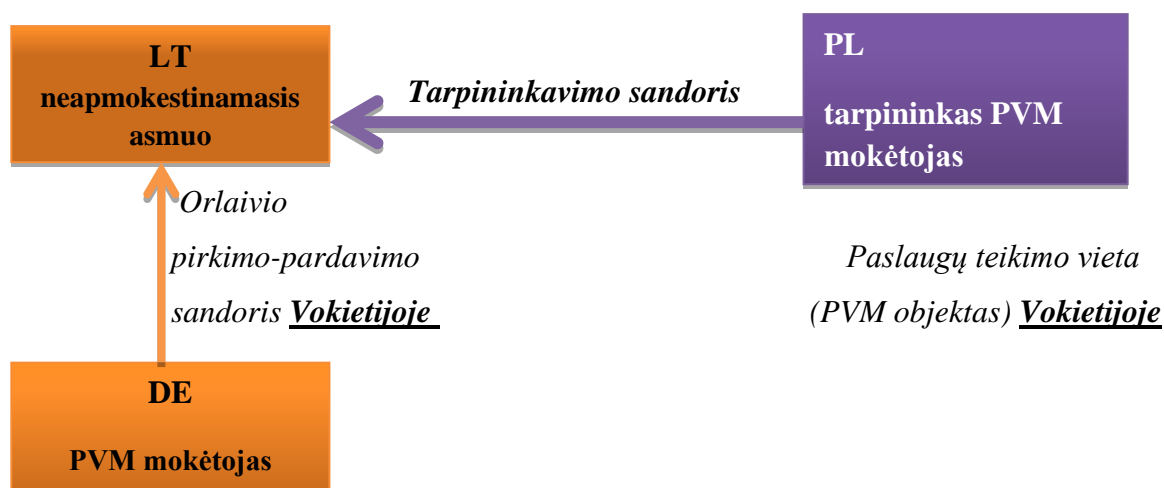 LT
neapmokestinamasis
asmuo
Tarpininkavimo sandoris
PL
tarpininkas PVM
mokėtojas
Orlaivio
pirkimo-pardavimo
sandoris Vokietijoje
Paslaugų teikimo vieta
(PVM objektas) Vokietijoje
DE
PVM mokėtojas